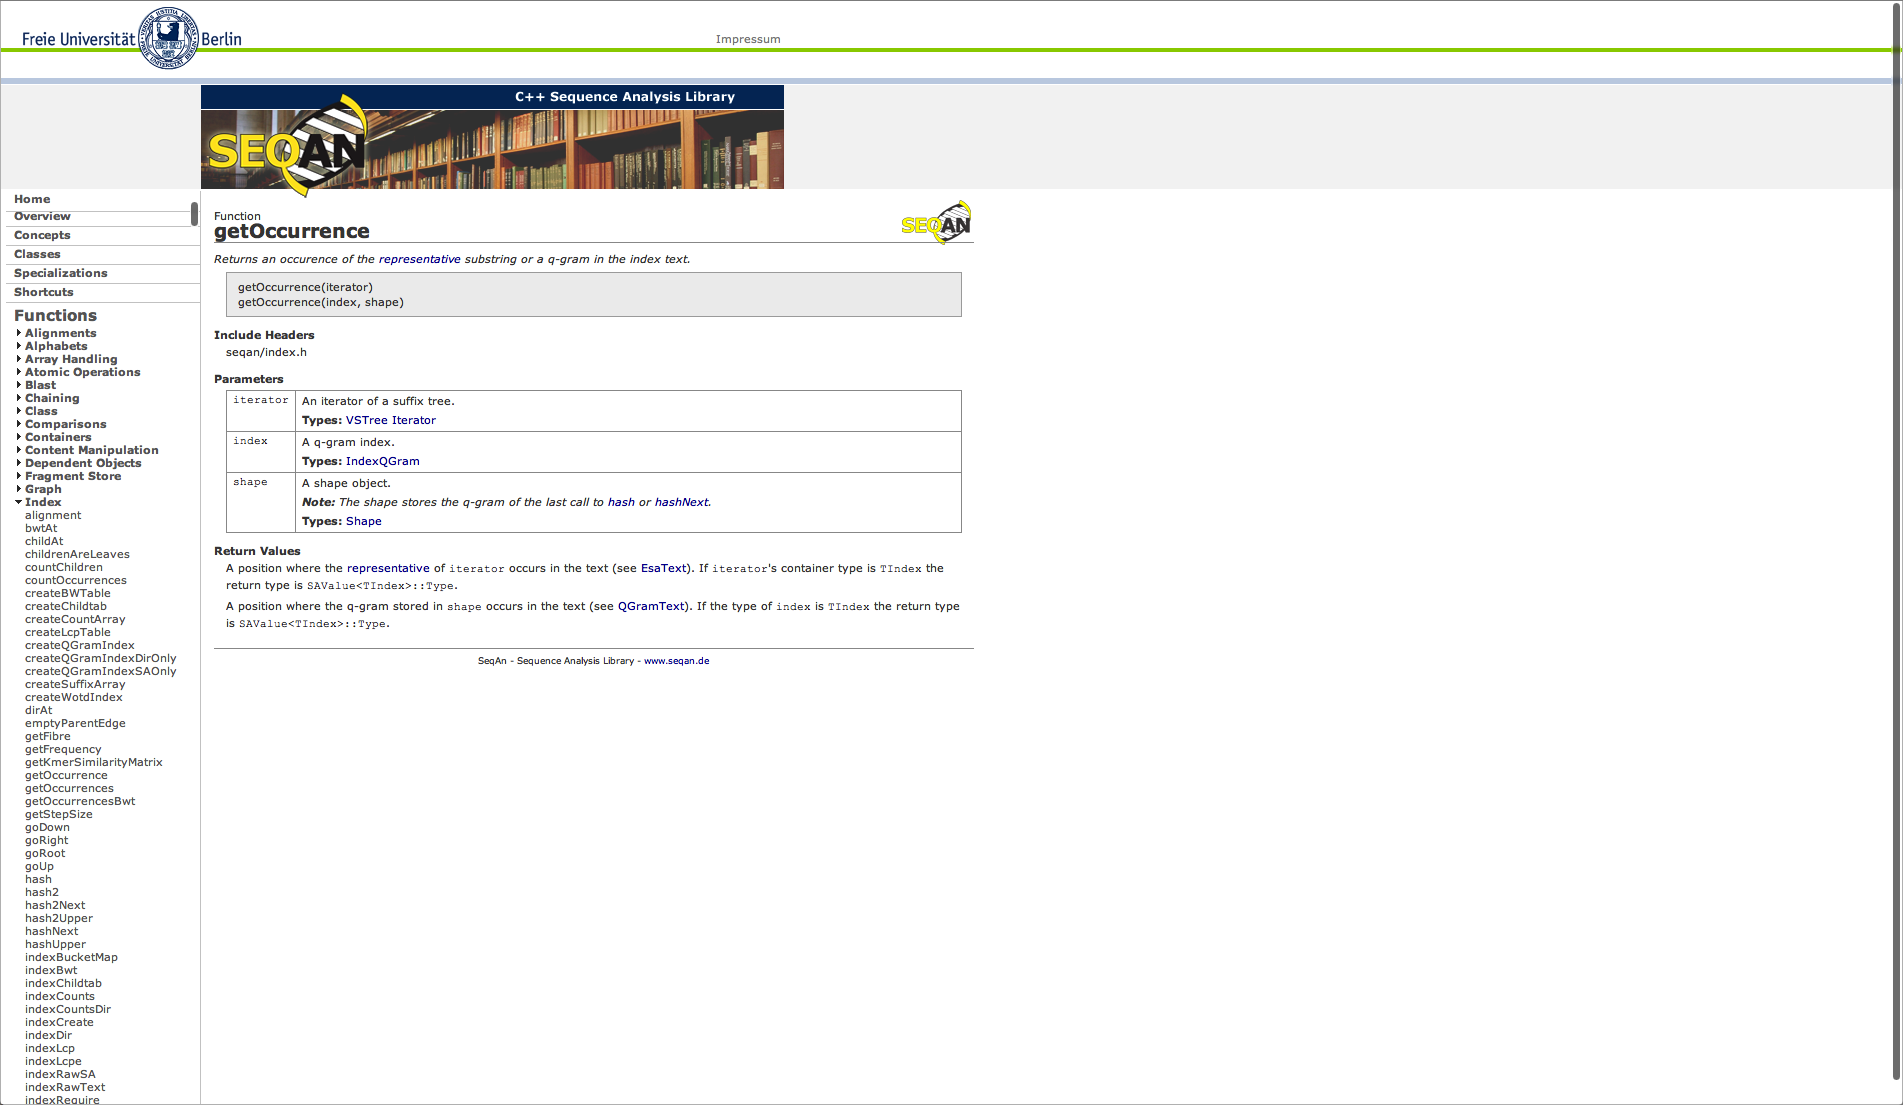 Freie Universität Berlin
Impressum
C++ Sequence Analysis Library
SEQAN
Home
Overview
Concepts
Classes
Specializations
Shortcuts
Functions
Alignments
Alphabets
Array Handling
Atomic Operations
Blast
Chaining
Class
Comparisons
Containers
Content Manipulation
Dependent Objects
Fragment Store
Graph
Index
alignment
bwtAt
childAt
childrenAreLeaves
countChildren
countOccurrences
createBWTable
createChildtab
createCountArray
createLcpTable
createQGramIndex
createQGramIndexDirOnly
createQGramIndexSAOnly
createSuffixArray
createWotdIndex
dirAt
emptyParentEdge
getFibre
getFrequency
getKmerSimilarityMatrix
getOccurrence
getOccurrences
getOccurrencesBwt
getStepSize
goDown
goRight
goRoot
goUp
hash
hash2
hash2Next
hash2Upper
hashNext
hashUpper
indexBucketMap
indexBwt
indexChildtab
indexCounts
indexCountsDir
indexCreate
indexDir
indexLcp
indexLcpe
indexRawSA
indexRawText
indexRequire
Function
getOccurrence
SEQAN
Returns an occurence of the representative substring or a q-gram in the index text.
getOccurrence(iterator)
getOccurrence(index, shape)
Include Headers
seqan/index.h
Parameters
iterator An iterator of a suffix tree.
Types: VSTree Iterator
index A q-gram index.
Types: IndexQGram
shape A shape object.
Note: The shape stores the q-gram of the last call to hash or hashNext.
Types: Shape
Return Values
A position where the representative of iterator occurs in the text (see EsaText). If iterator's container type is TIndex the
return type is SAValue<TIndex>::Type.
A position where the q-gram stored in shape occurs in the text (see QGramText). If the type of index is TIndex the return type
is SAValue<TIndex>::Type.
SeqAn - Sequence Analysis Library - www.seqan.de